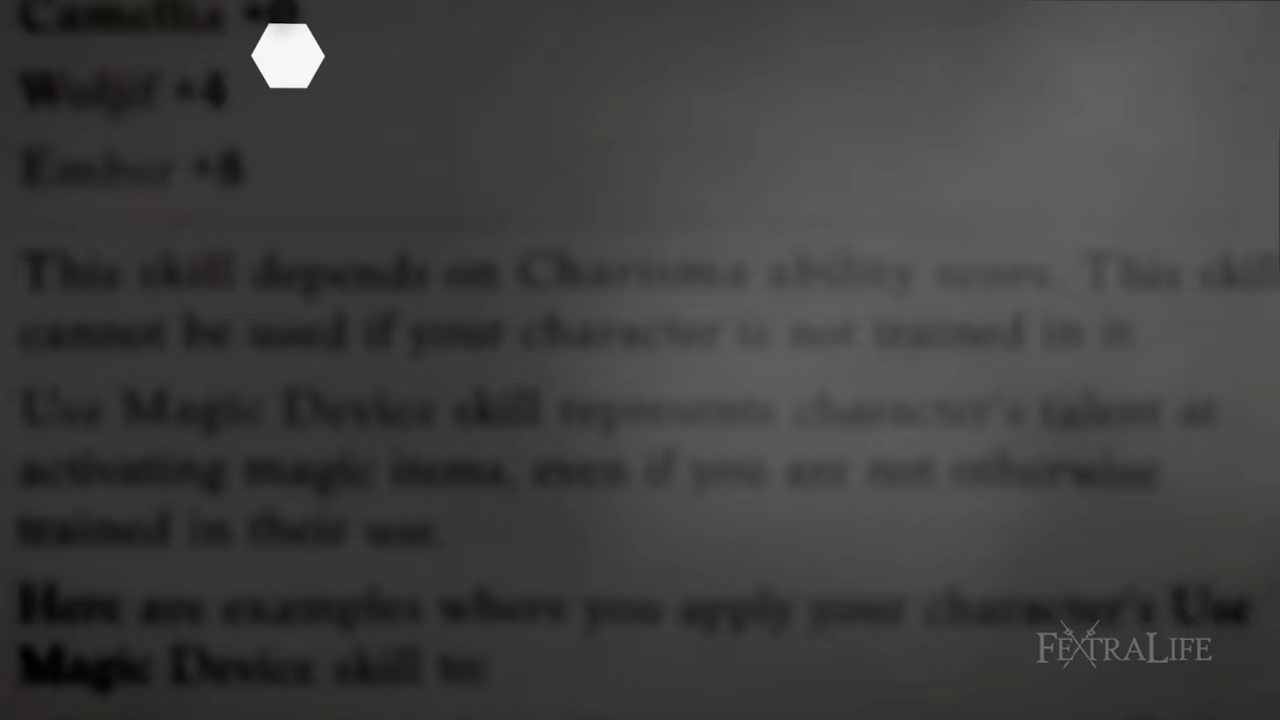 Camellia +0
Woljif +4
Ember +8
This skill depends on Charisma ability score. This skill
cannot be used if your character is not trained in it.
Use Magic Device skill represents character's talent at
activating magic items, even if you are not otherwise
trained in their use.
Here are examples where you apply your character's Use
Magic Device skill to:
FEXTRALIFE